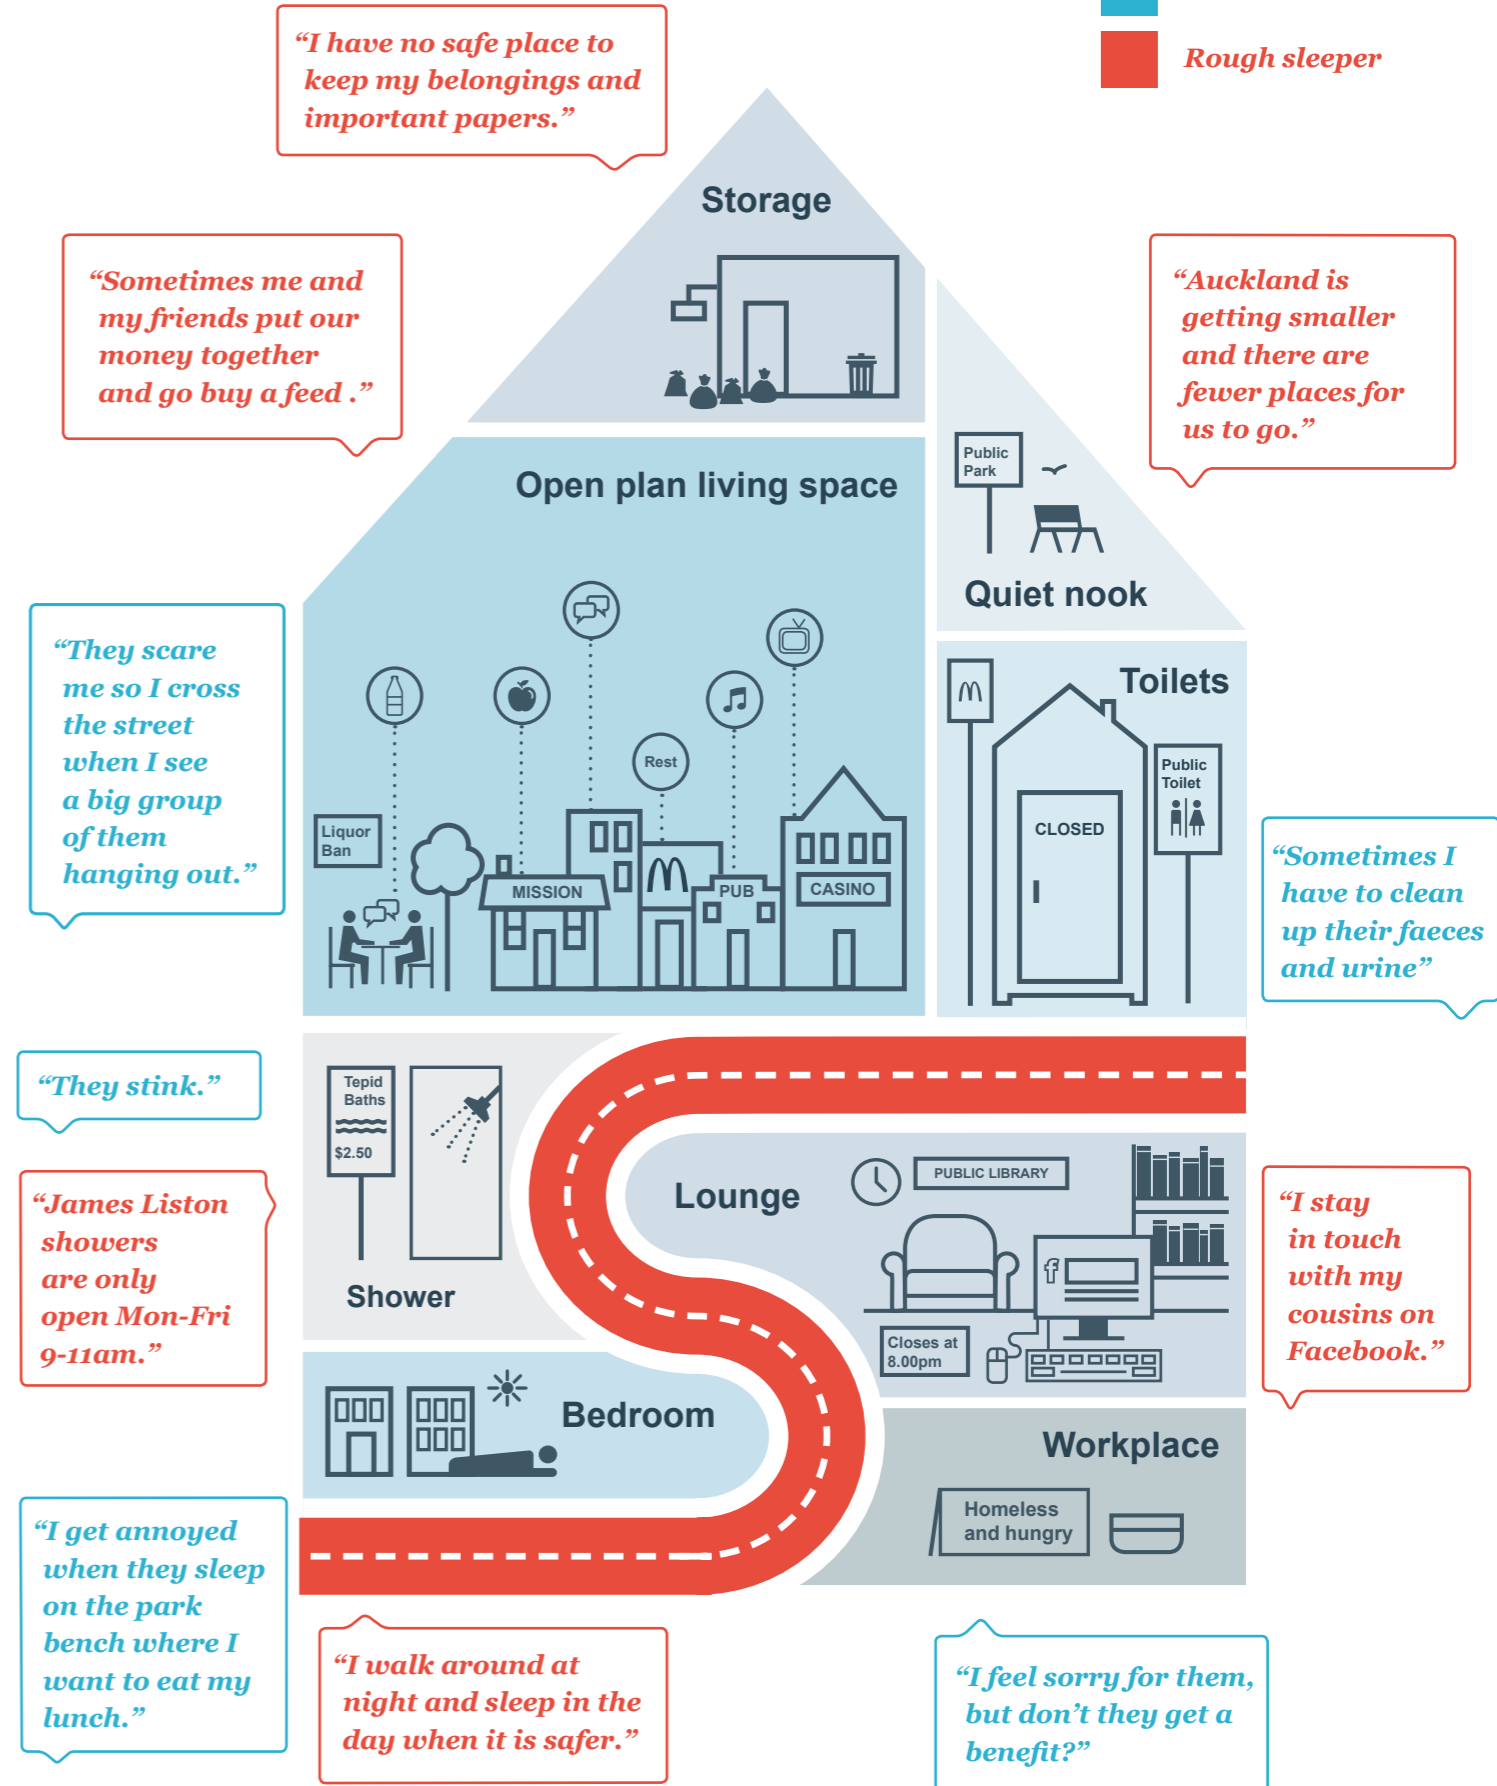 “I have no safe place to
keep my belongings and
important papers.”
Rough sleeper
Storage
“Sometimes me and
my friends put our
money together
and go buy a feed .”
“Auckland is
getting smaller
and there are
fewer places for
us to go.”
Open plan living space
Public
Park
Quiet nook
“They scare
me so I cross
the street
when I see
a big group
of them
hanging out.”
Rest
Liquor
Ban
MISSION
PUB
CASINO
Toilets
Public
Toilet
CLOSED
“Sometimes I
have to clean
up their faeces
and urine”
“They stink.”
Tepid
Baths
$2.50
Shower
“James Liston
showers
are only
open Mon-Fri
9-11am.”
Lounge
PUBLIC LIBRARY
f
Closes at
8.00pm
“I stay
in touch
with my
cousins on
Facebook.”
Bedroom
Workplace
Homeless
and hungry
“I get annoyed
when they sleep
on the park
bench where I
want to eat my
lunch.”
“I walk around at
night and sleep in the
day when it is safer.”
“I feel sorry for them,
but don’t they get a
benefit?”